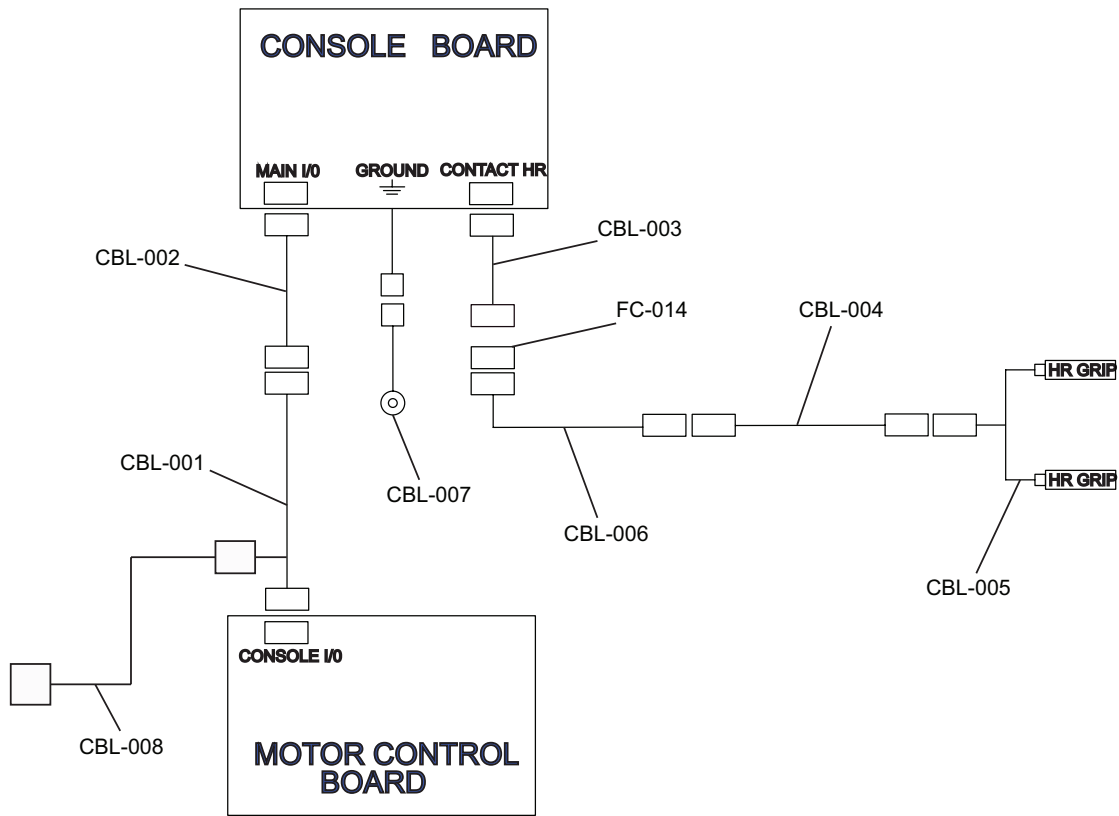 CONSOLE BOARD
MAIN I/0
GROUND
CONTACT HR
CBL-002
CBL-003
FC-014
CBL-004
HR GRIP
CBL-001
CBL-007
HR GRIP
CBL-006
CBL-005
CONSOLE I/0
CBL-008
MOTOR CONTROL
BOARD